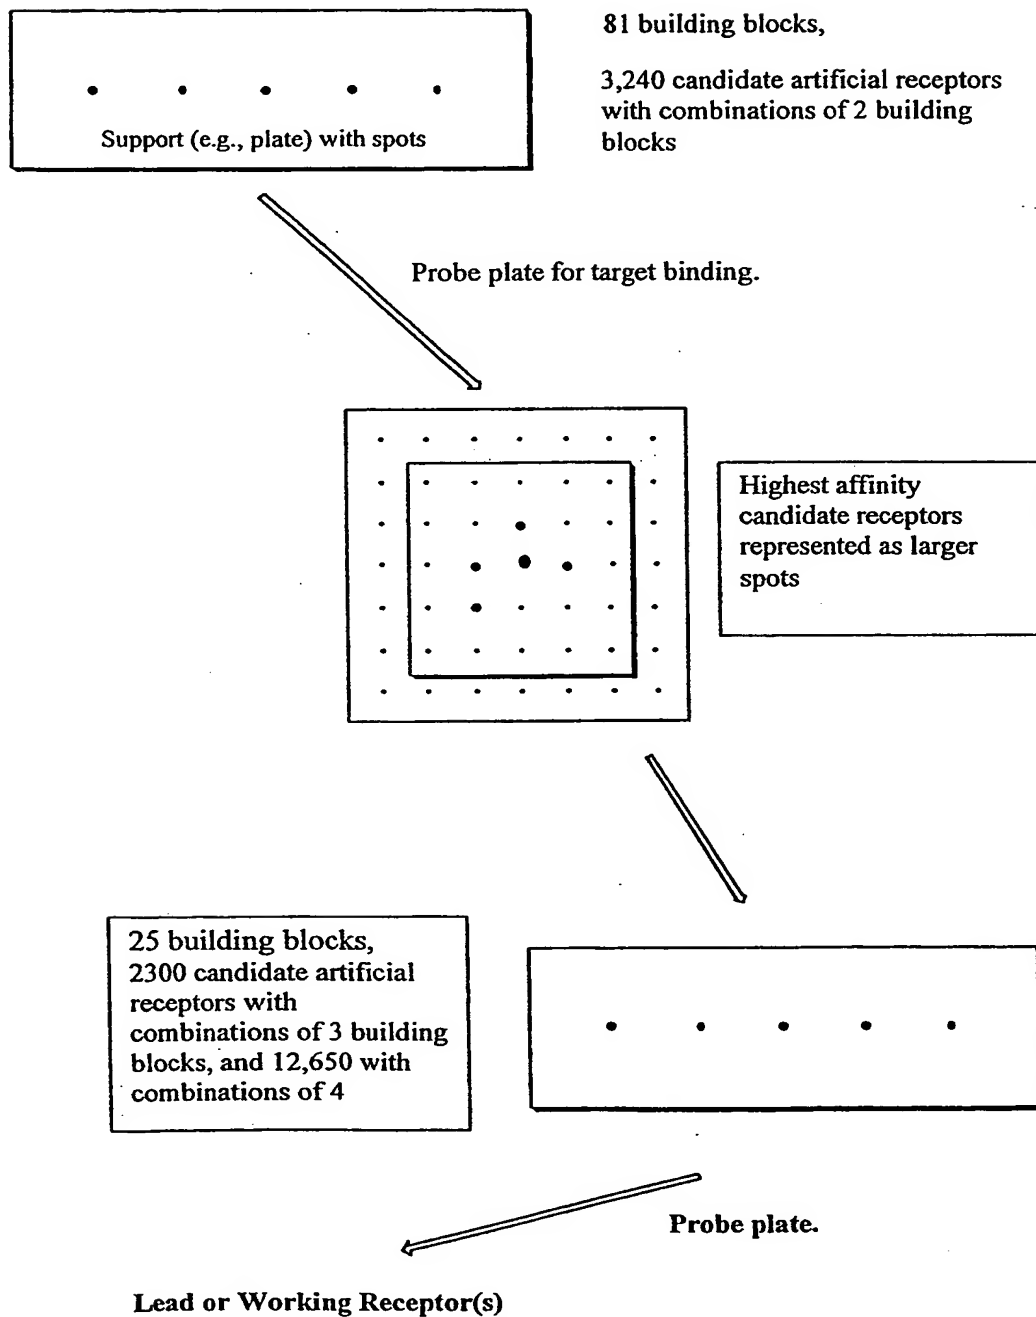 81 building blocks,
3,240 candidate artificial receptors
with combinations of 2 building
blocks
Support (e.g., plate) with spots
Probe plate for target binding.
Highest affinity
candidate receptors
represented as larger
spots
25 building blocks,
2300 candidate artificial
receptors with
combinations of 3 building
blocks, and 12,650 with
combinations of 4
Probe plate.
Lead or Working Receptor(s)